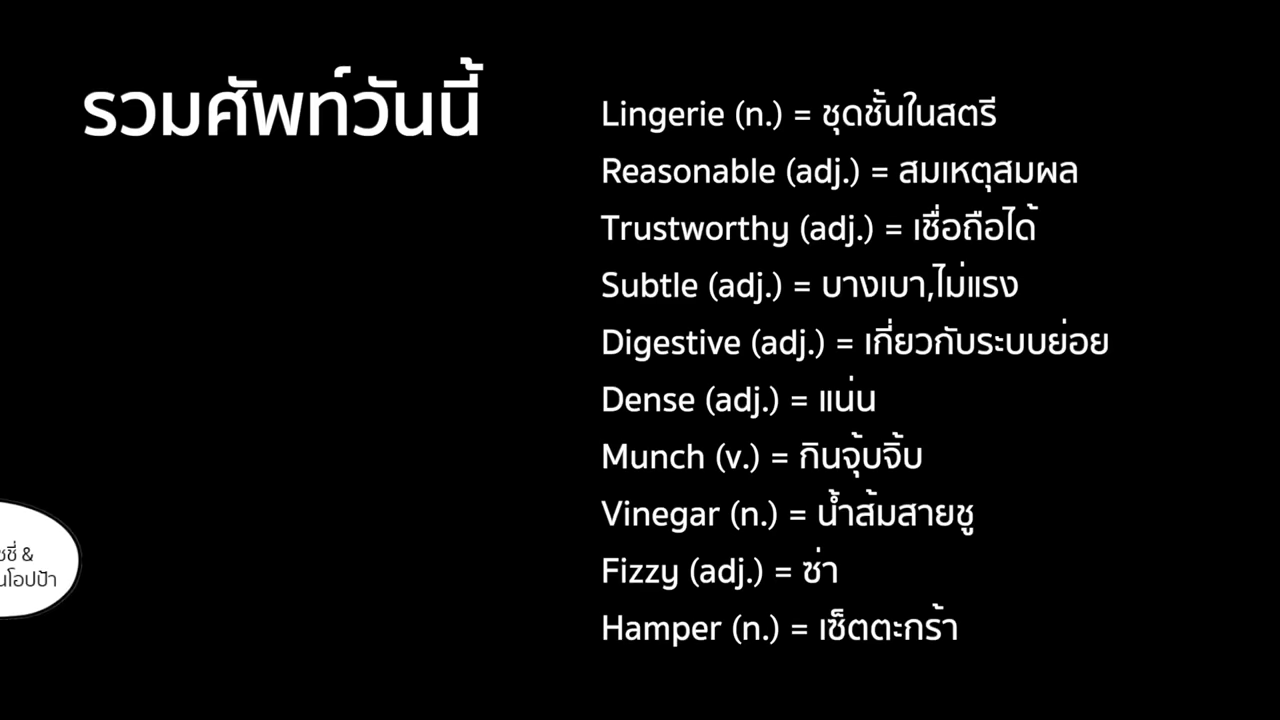 รวมศัพท์วันนี้
Lingerie (n.) = ชุดชั้นในสตรี
Reasonable (adj.) = สมเหตุสมผล
Trustworthy (adj.) = เชื่อถือได้
Subtle (adj.) = บางเบา,ไม่แรง
Digestive (adj.) = เกี่ยวกับระบบย่อย
Dense (adj.) = แน่น
Munch (v.) = กินจุ้บจิ้บ
Vinegar (n.) = น้ำส้มสายชู
Fizzy (adj.) = ซ่า
Hamper (n.) = เซ็ตตะกร้า
&